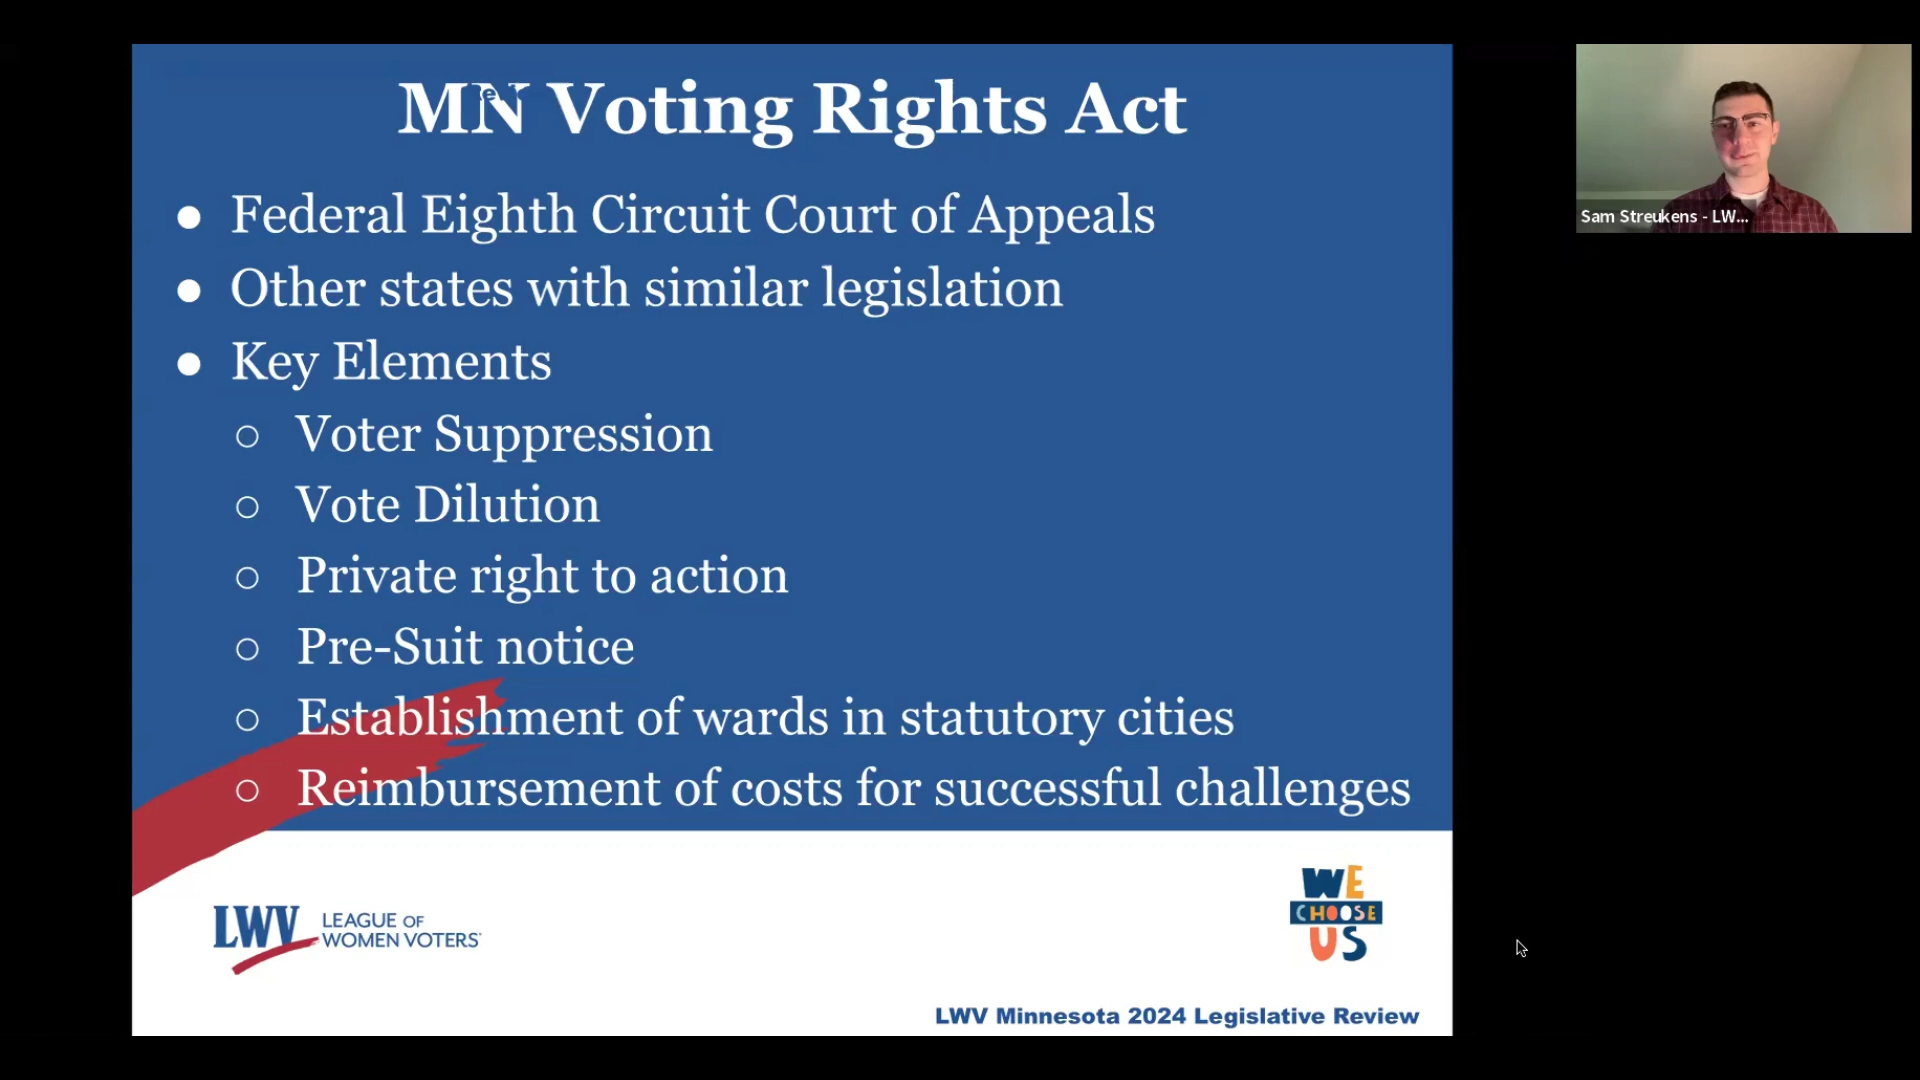 MN Voting Rights Act
● Federal Eighth Circuit Court of Appeals
● Other states with similar legislation
● Key Elements
○ Voter Suppression
○ Vote Dilution
○ Private right to action
○ Pre-Suit notice
○ Establishment of wards in statutory cities
○ Reimbursement of costs for successful challenges
LWV LEAGUE OF
WOMEN VOTERS®
WE
CHOOSE
US
LWV Minnesota 2024 Legislative Review
Sam Streukens - LW...